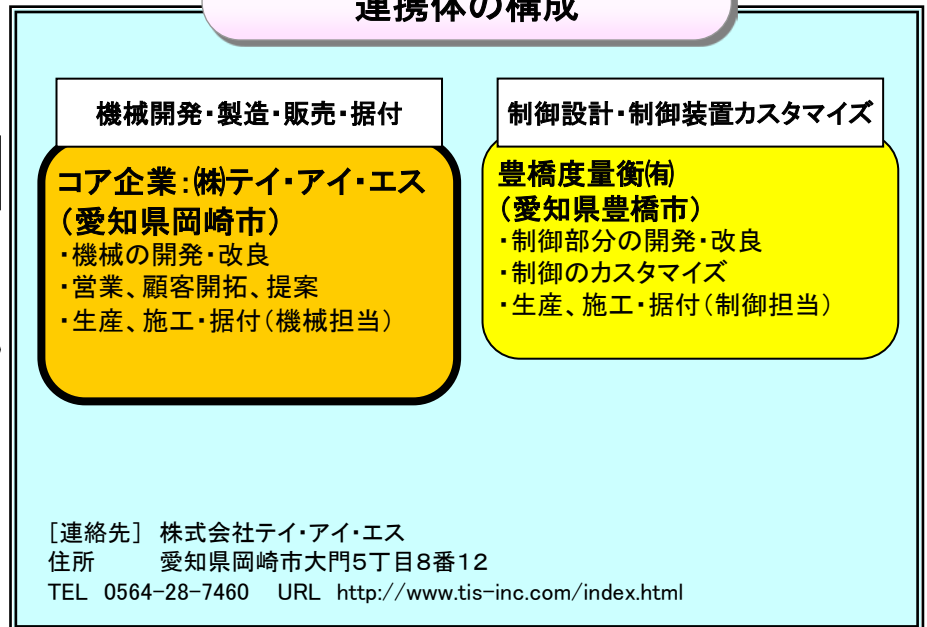 連携体の構成
機械開発・製造・販売・据付
コア企業:㈱テイ・アイ・エス
(愛知県岡崎市)
・機械の開発・改良
・営業、顧客開拓、提案
・生産、施工・据付(機械担当)
制御設計・制御装置カスタマイズ
豊橋度量衡㈲
(愛知県豊橋市)
・制御部分の開発・改良
・制御のカスタマイズ
・生産、施工・据付(制御担当)
[連絡先] 株式会社テイ・アイ・エス
住所 愛知県岡崎市大門5丁目8番12
TEL 0564-28-7460 URL http://www.tis-inc.com/index.html